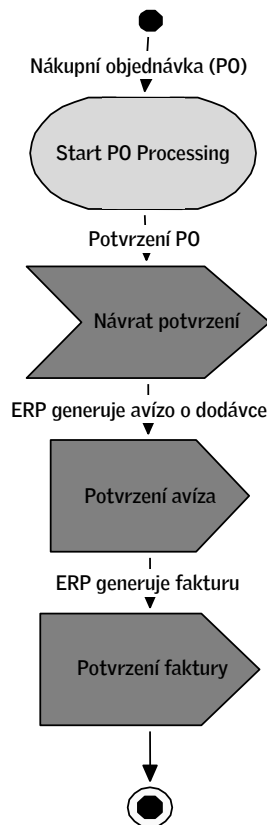 Nákupní objednávka (PO)
Start PO Processing
Potvrzení PO
Návrat potvrzení
ERP generuje avízo o dodávce
Potvrzení avíza
ERP generuje fakturu
Potvrzení faktury